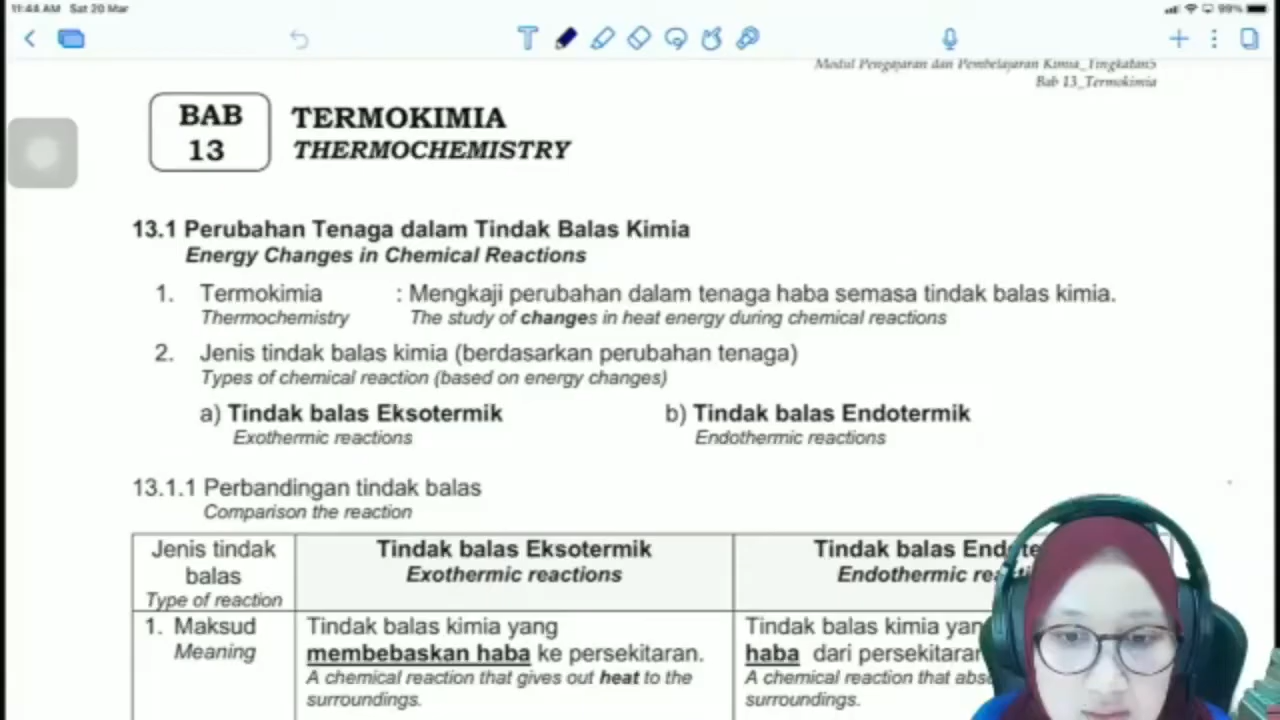 11:44 AM Sat 20 Mar
99%
Modul Pengajaran dan Pembelajaran Kimia_Tingkatan5
Bab 13_Termokimia
BAB
13
TERMOKIMIA
THERMOCHEMISTRY
13.1 Perubahan Tenaga dalam Tindak Balas Kimia
Energy Changes in Chemical Reactions
1. Termokimia : Mengkaji perubahan dalam tenaga haba semasa tindak balas kimia.
Thermochemistry The study of changes in heat energy during chemical reactions
2. Jenis tindak balas kimia (berdasarkan perubahan tenaga)
Types of chemical reaction (based on energy changes)
a) Tindak balas Eksotermik b) Tindak balas Endotermik
Exothermic reactions Endothermic reactions
13.1.1 Perbandingan tindak balas
Comparison the reaction
Jenis tindak
balas
Type of reaction
Tindak balas Eksotermik
Exothermic reactions
Tindak balas
Endothermic
1. Maksud
Meaning
Tindak balas kimia yang
membebaskan haba ke persekitaran.
A chemical reaction that gives out heat to the
surroundings.
Tindak balas kimia
haba dari
A chemical reaction that
surroundings.